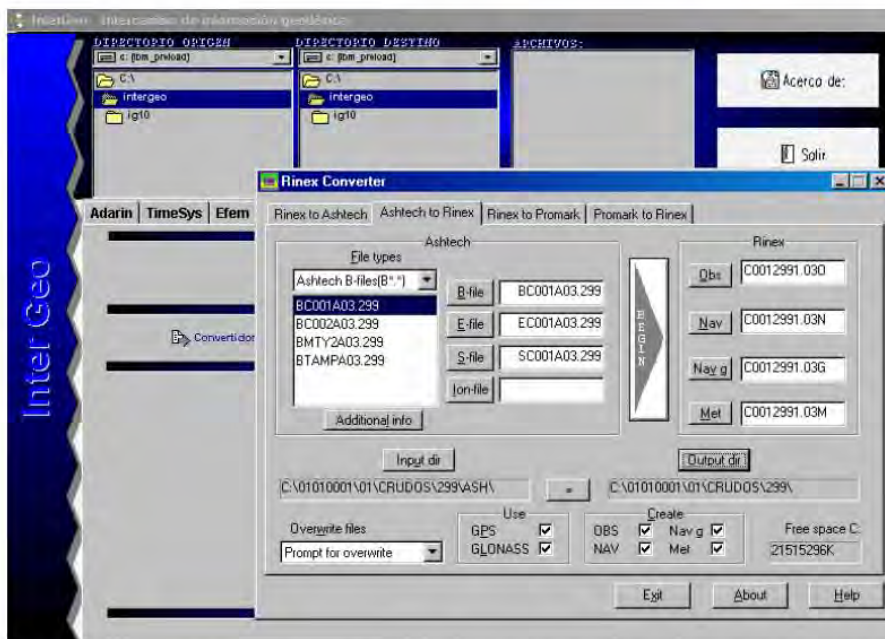 InterGeo - Intercambio de información geodésica
DIRECTORIO ORIGEN
DIRECTORIO DESTINO
ARCHIVOS:
c: [ibm_preload]
c: [ibm_preload]
C:\
intergeo
ig10
C:\
intergeo
ig10
Acerca de:
Salir
Inter Geo
Adarin
TimeSys
Efem
Convertidor
Rinex Converter
Rinex to Ashtech
Ashtech to Rinex
Rinex to Promark
Promark to Rinex
Ashtech
File types
Ashtech B-files(B*.*)
BC001A03.299
BC002A03.299
BMTY2A03.299
BTAMPA03.299
Additional info
B-file
BC001A03.299
E-file
EC001A03.299
S-file
SC001A03.299
Ion-file
BEGIN
Rinex
Obs
C0012991.03O
Nav
C0012991.03N
Nav g
C0012991.03G
Met
C0012991.03M
Input dir
Output dir
C:\01010001\01\CRUDOS\299\ASH\
=
C:\01010001\01\CRUDOS\299\
Overwrite files
Prompt for overwrite
Use
GPS
GLONASS
Create
OBS
Nav g
NAV
Met
Free space C:
21515296K
Exit
About
Help